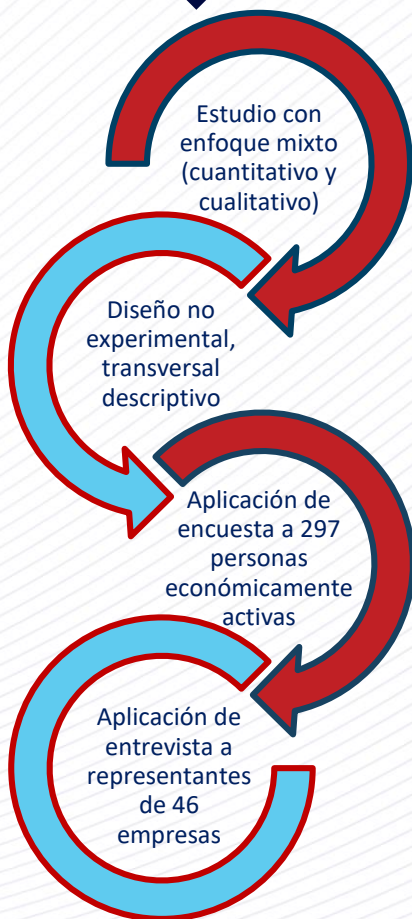 Estudio con
enfoque mixto
(cuantitativo y
cualitativo)
Diseño no
experimental,
transversal
descriptivo
Aplicación de
encuesta a 297
personas
económicamente
activas
Aplicación de
entrevista a
representantes
de 46
empresas